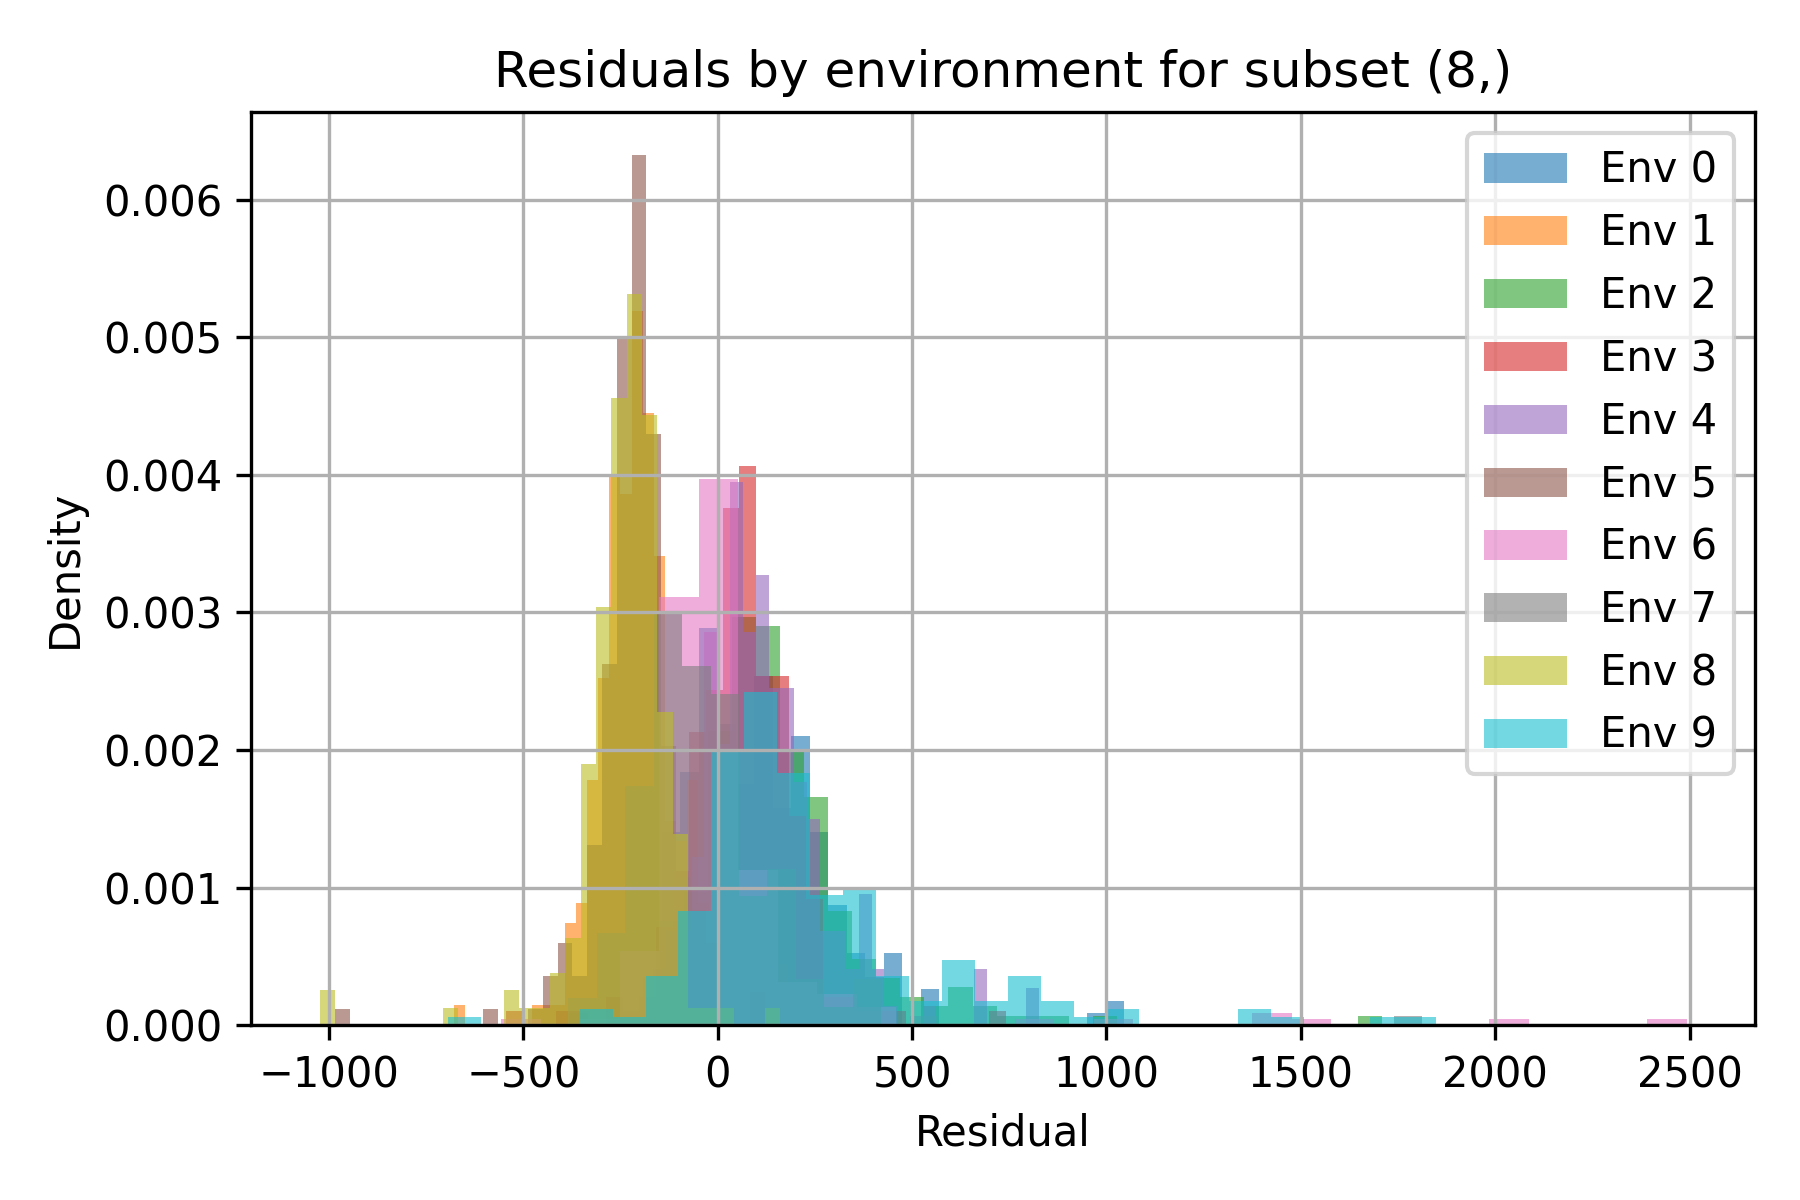 Residuals by environment for subset (8,)
Density
0.006
0.005
0.004
0.003
0.002
0.001
0.000
Env 0
Env 1
Env 2
Env 3
Env 4
Env 5
Env 6
Env 7
Env 8
Env 9
−1000 −500 0 500 1000 1500 2000 2500
Residual